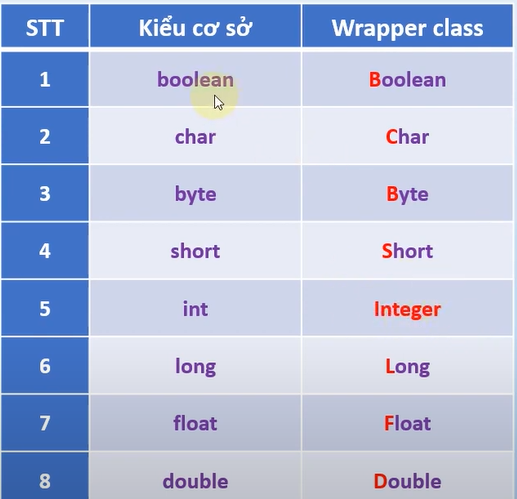 STT Kiểu cơ sở Wrapper class
1 boolean Boolean
2 char Char
3 byte Byte
4 short Short
5 int Integer
6 long Long
7 float Float
8 double Double